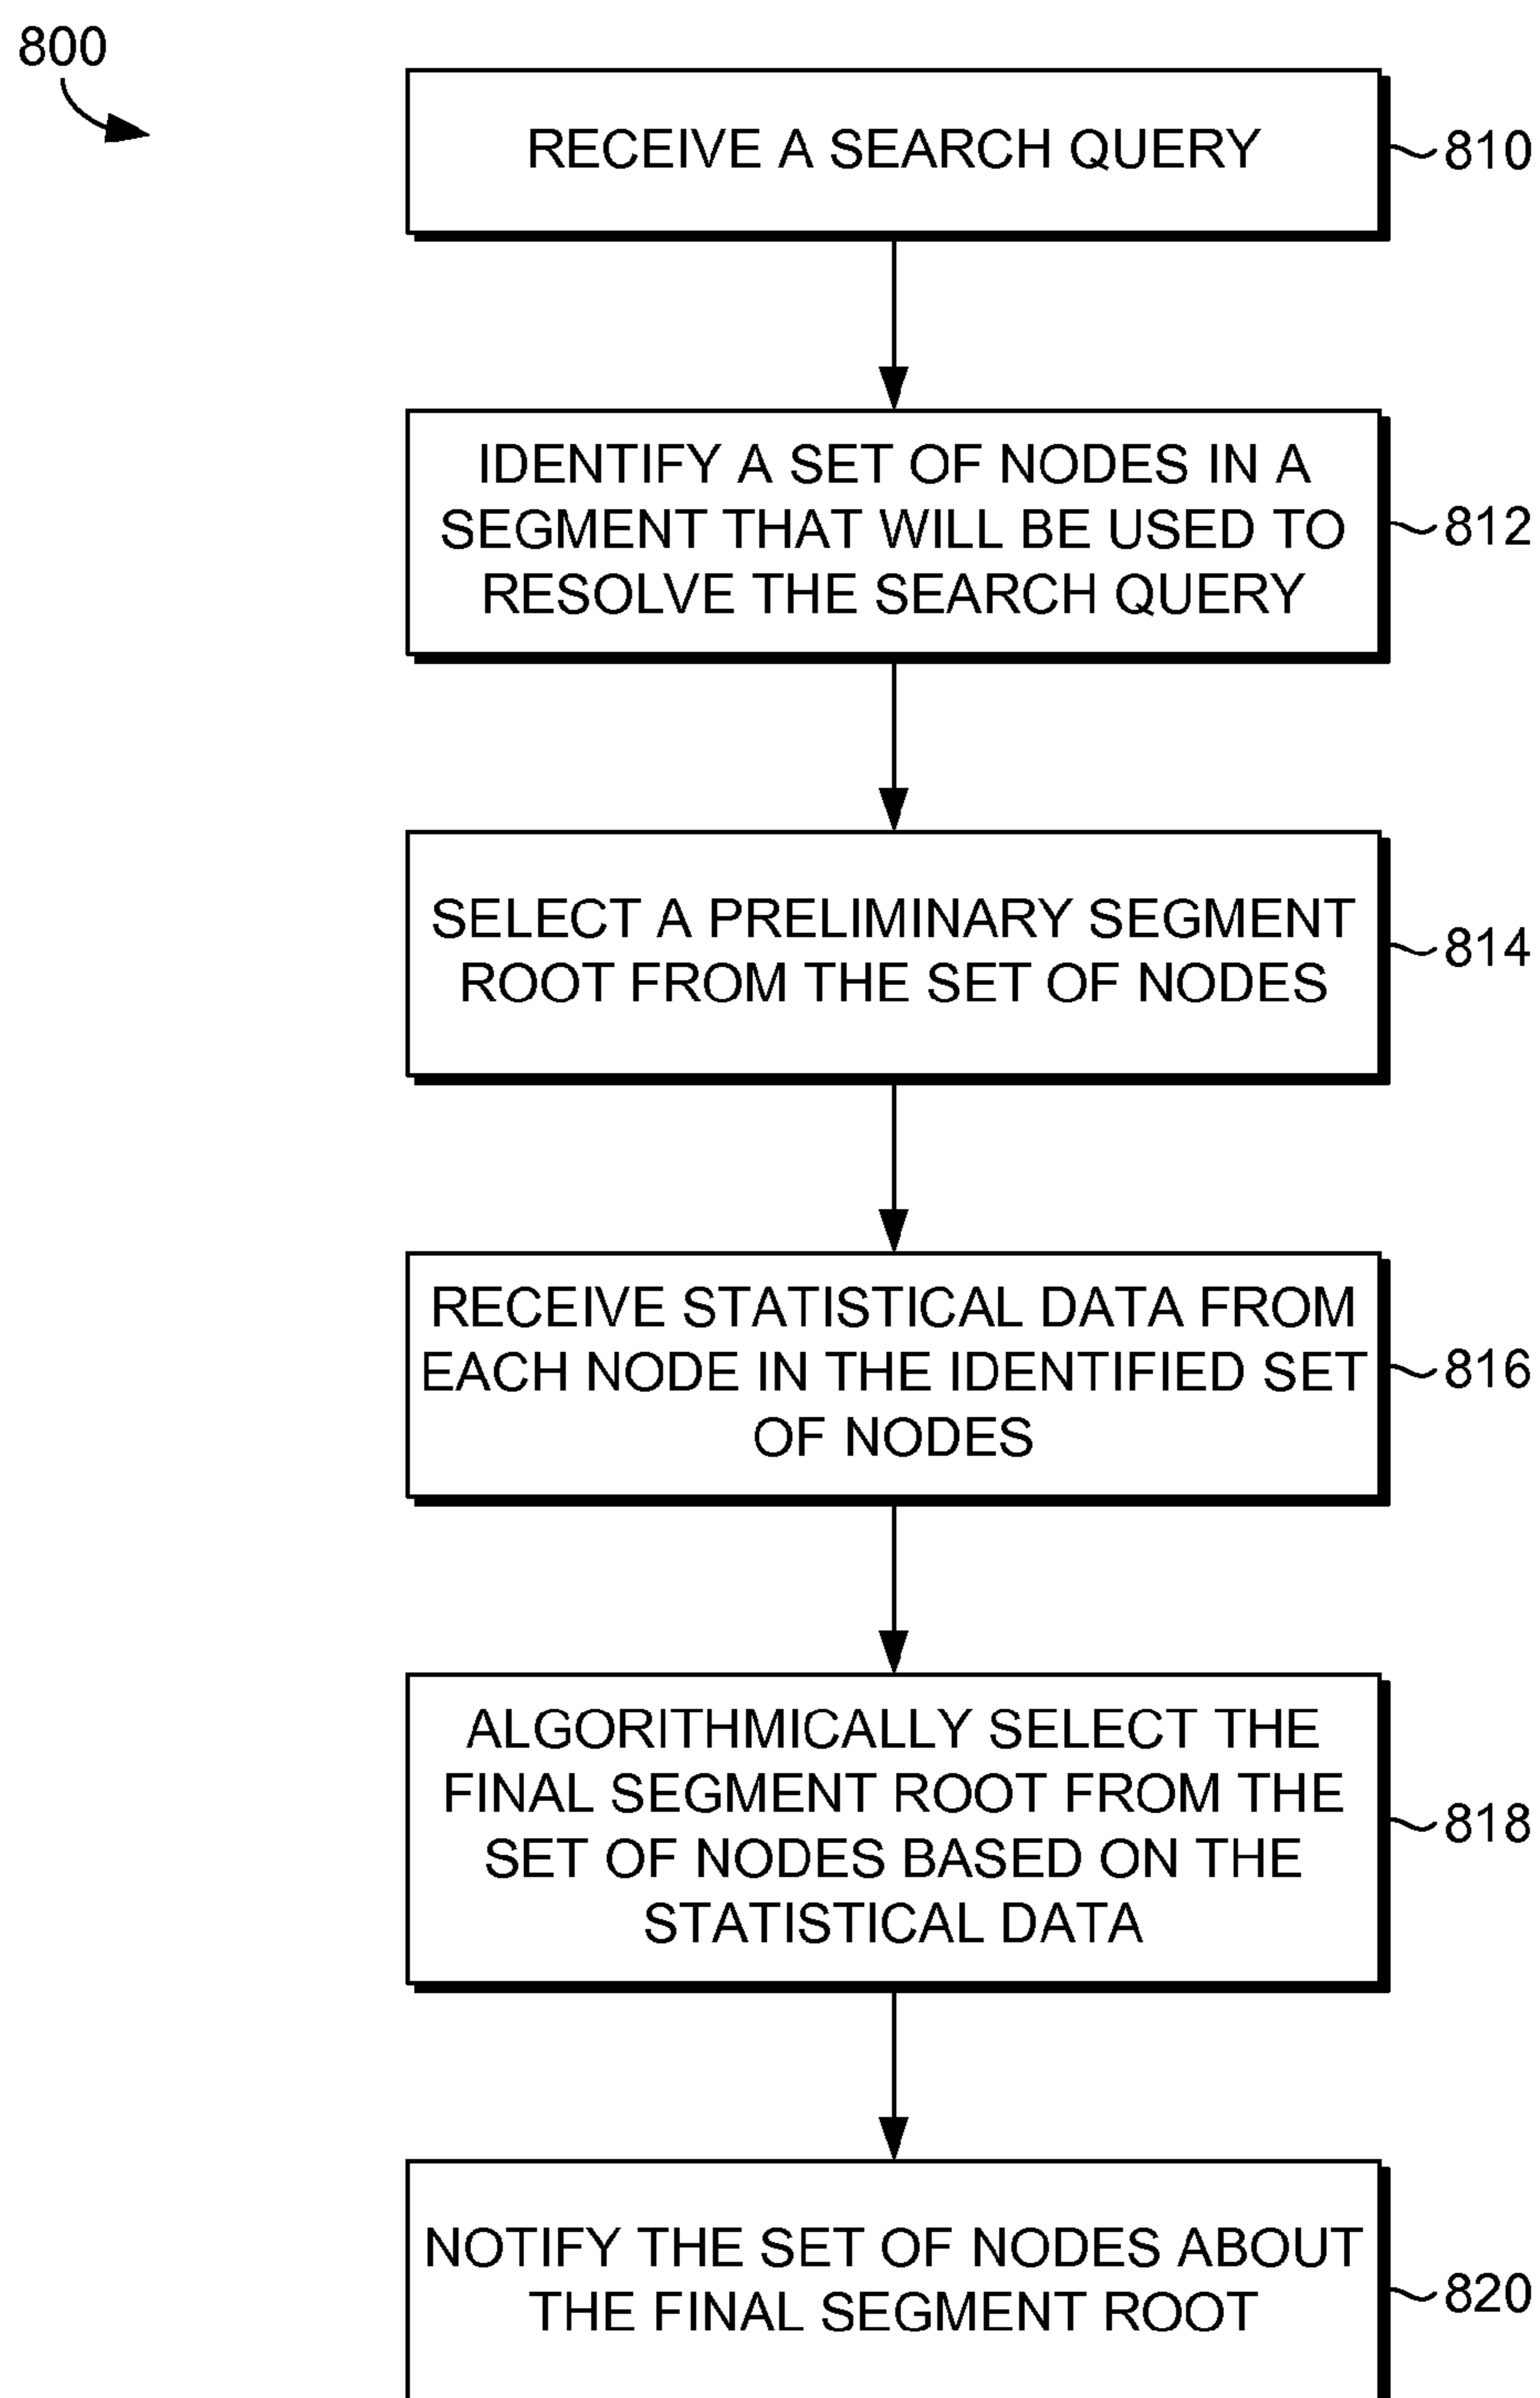 800
RECEIVE A SEARCH QUERY
810
IDENTIFY A SET OF NODES IN A
SEGMENT THAT WILL BE USED TO
RESOLVE THE SEARCH QUERY
812
SELECT A PRELIMINARY SEGMENT
ROOT FROM THE SET OF NODES
814
RECEIVE STATISTICAL DATA FROM
EACH NODE IN THE IDENTIFIED SET
OF NODES
816
ALGORITHMICALLY SELECT THE
FINAL SEGMENT ROOT FROM THE
SET OF NODES BASED ON THE
STATISTICAL DATA
818
NOTIFY THE SET OF NODES ABOUT
THE FINAL SEGMENT ROOT
820